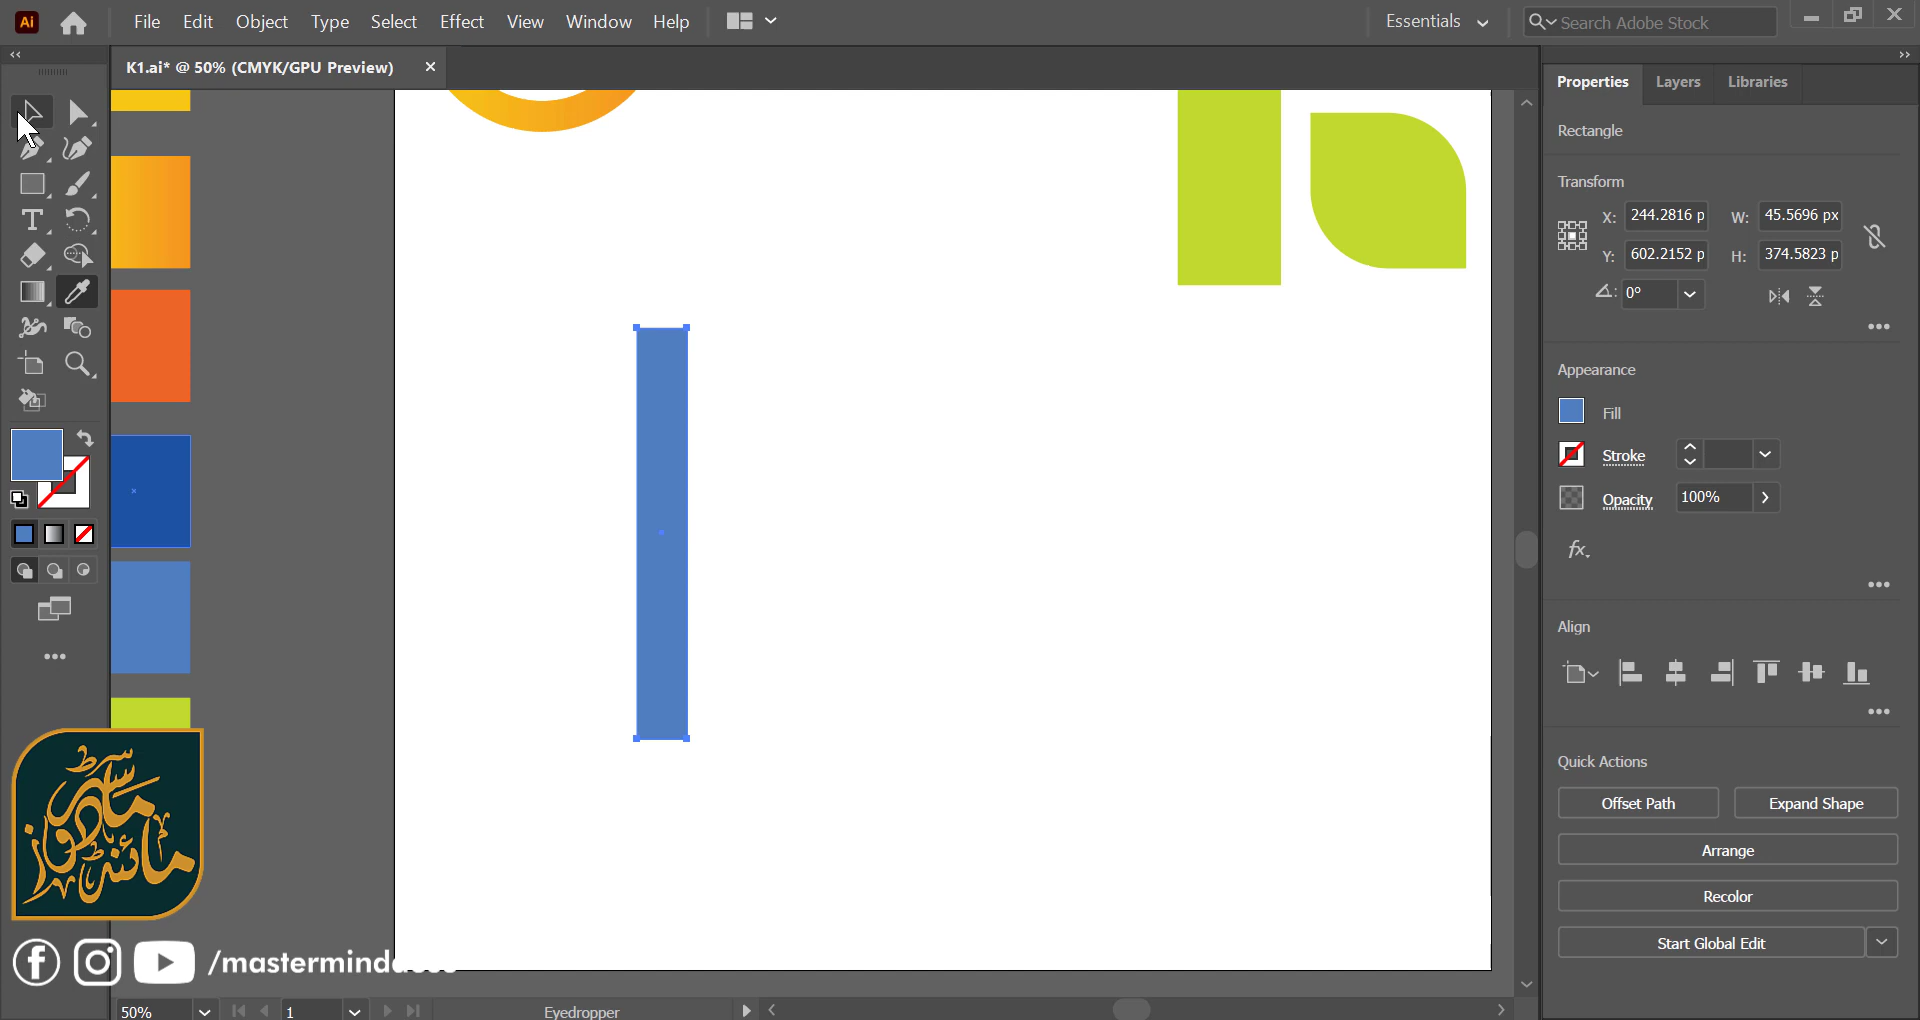 Ai File Edit Object Type Select Effect View Window Help Essentials Search Adobe Stock
K1.ai* @ 50% (CMYK/GPU Preview)
Properties Layers Libraries
Rectangle
Transform
X: 244.2816 p W: 45.5696 px
Y: 602.2152 p H: 374.5823 p
0°
Appearance
Fill
Stroke
Opacity 100%
fx
Align
Quick Actions
Offset Path Expand Shape
Arrange
Recolor
Start Global Edit
ماسٹر
مائنڈ
/mastermind
50% 1 Eyedropper